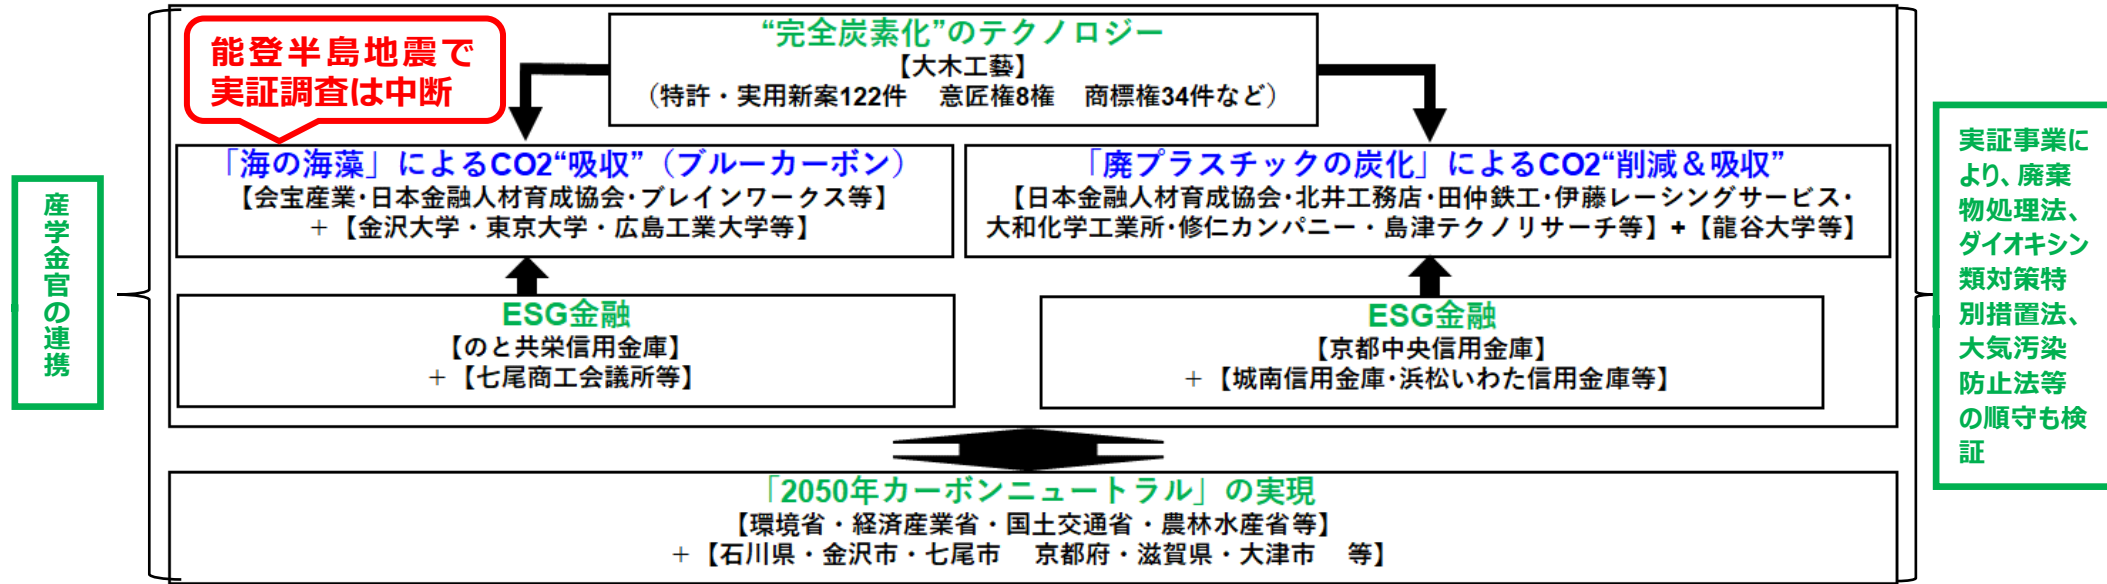 “完全炭素化”のテクノロジー
【大木工藝】
（特許・実用新案122件　意匠権8権　商標権34件など）
能登半島地震で
実証調査は中断
「海の海藻」によるCO2“吸収”（ブルーカーボン）
【会宝産業・日本金融人材育成協会・ブレインワークス等】
＋【金沢大学・東京大学・広島工業大学等】
「廃プラスチックの炭化」によるCO2“削減＆吸収”
【日本金融人材育成協会・北井工務店・田仲鉄工・伊藤レーシングサービス・
大和化学工業所・修仁カンパニー・島津テクノリサーチ等】+【龍谷大学等】
ESG金融
【のと共栄信用金庫】
＋【七尾商工会議所等】
ESG金融
【京都中央信用金庫】
＋【城南信用金庫・浜松いわた信用金庫等】
「2050年カーボンニュートラル」の実現
【環境省・経済産業省・国土交通省・農林水産省等】
＋【石川県・金沢市・七尾市　京都府・滋賀県・大津市　等】
産学金官の連携
実証事業に
より、廃棄
物処理法、
ダイオキシン
類対策特
別措置法、
大気汚染
防止法等
の順守も検
証